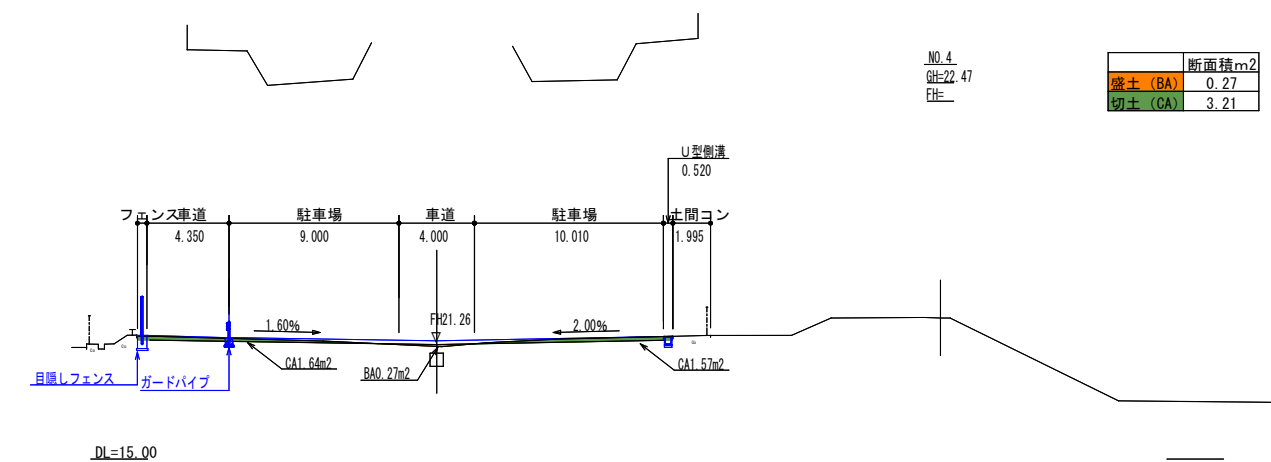 NO.4
GH=22.47
FH=
断面積m2
盛土 (BA) 0.27
切土 (CA) 3.21
U型側溝
0.520
フェンス 車道 駐車場 車道 駐車場 土間コン
4.350 9.000 4.000 10.010 1.995
FH21.26
1.60% 2.00%
CA1.64m2
BA0.27m2
CA1.57m2
目隠しフェンス
ガードパイプ
DL=15.00